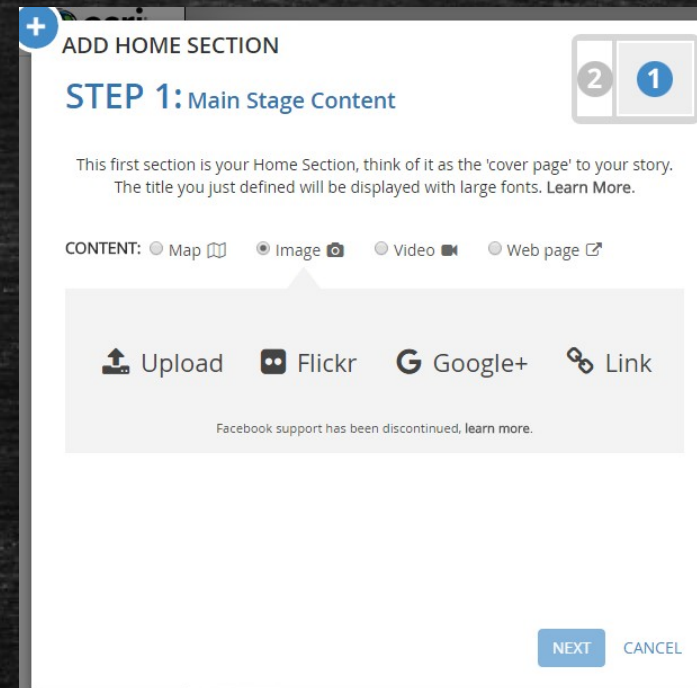 ADD HOME SECTION
STEP 1: Main Stage Content
2 1
This first section is your Home Section, think of it as the 'cover page' to your story.
The title you just defined will be displayed with large fonts. Learn More.
CONTENT: Map Image Video Web page
Upload Flickr Google+ Link
Facebook support has been discontinued, learn more.
NEXT CANCEL